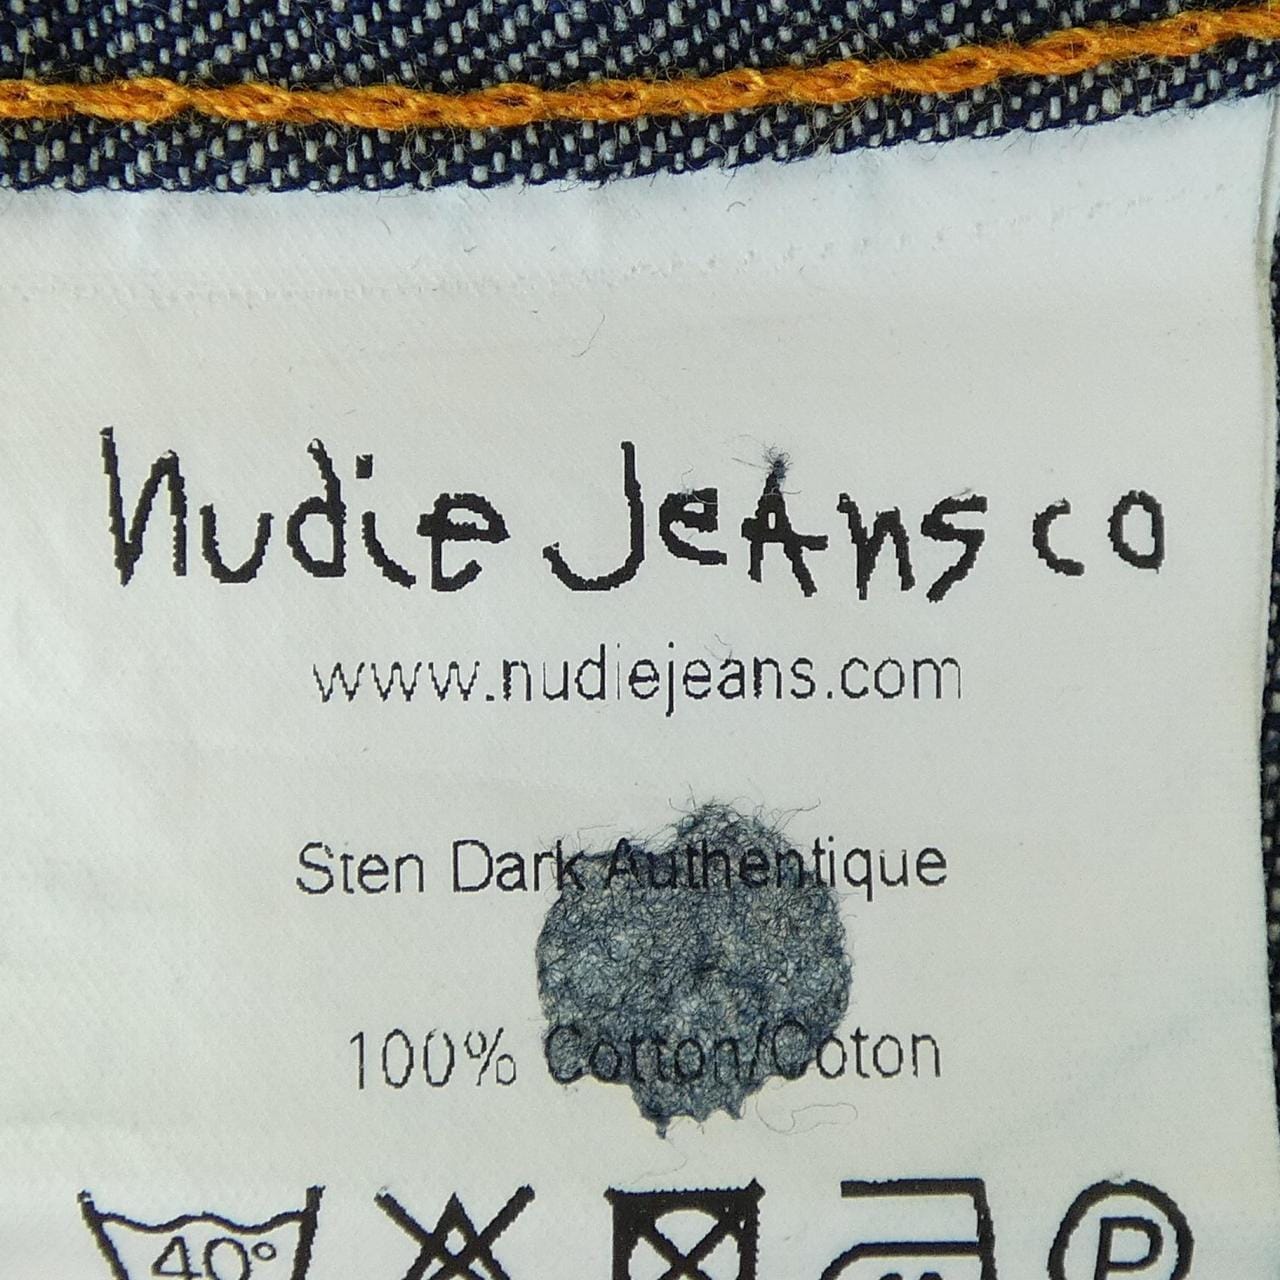 nudie JeAns co
www.nudiejeans.com
Sten Dark Authentique
100% Cotton/Coton
40°
P